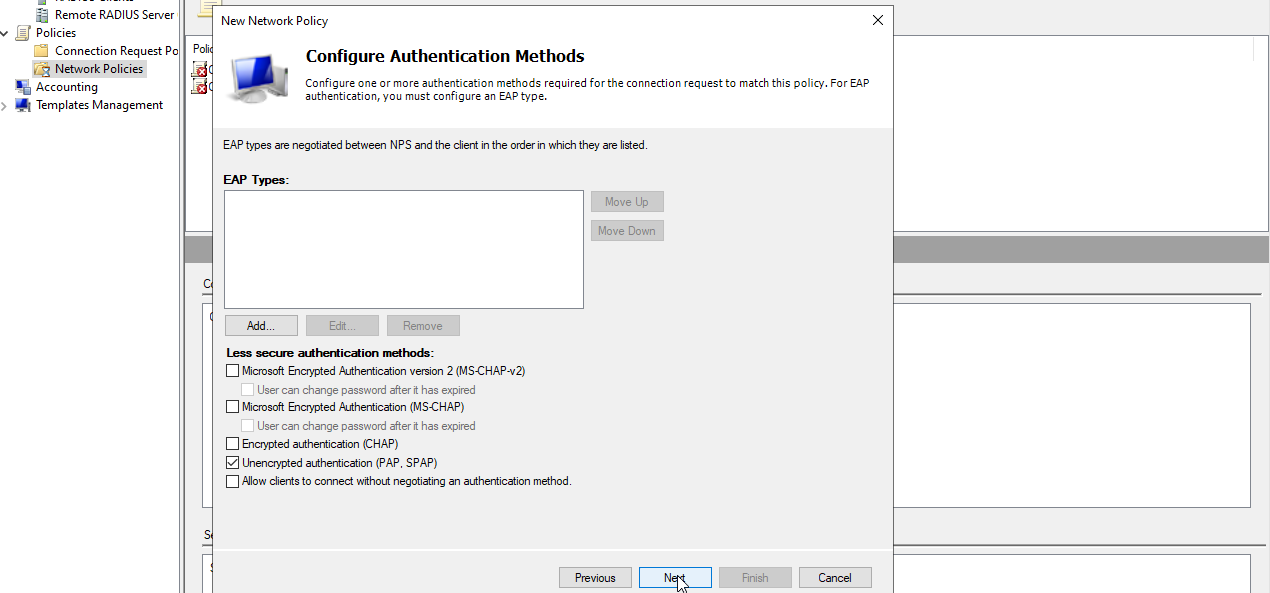 Remote RADIUS Server
Policies
Connection Request Po
Network Policies
Accounting
Templates Management
New Network Policy
Configure Authentication Methods
Configure one or more authentication methods required for the connection request to match this policy. For EAP
authentication, you must configure an EAP type.
EAP types are negotiated between NPS and the client in the order in which they are listed.
EAP Types:
Move Up
Move Down
Add...
Edit...
Remove
Less secure authentication methods:
Microsoft Encrypted Authentication version 2 (MS-CHAP-v2)
User can change password after it has expired
Microsoft Encrypted Authentication (MS-CHAP)
User can change password after it has expired
Encrypted authentication (CHAP)
Unencrypted authentication (PAP, SPAP)
Allow clients to connect without negotiating an authentication method.
Previous
Next
Finish
Cancel